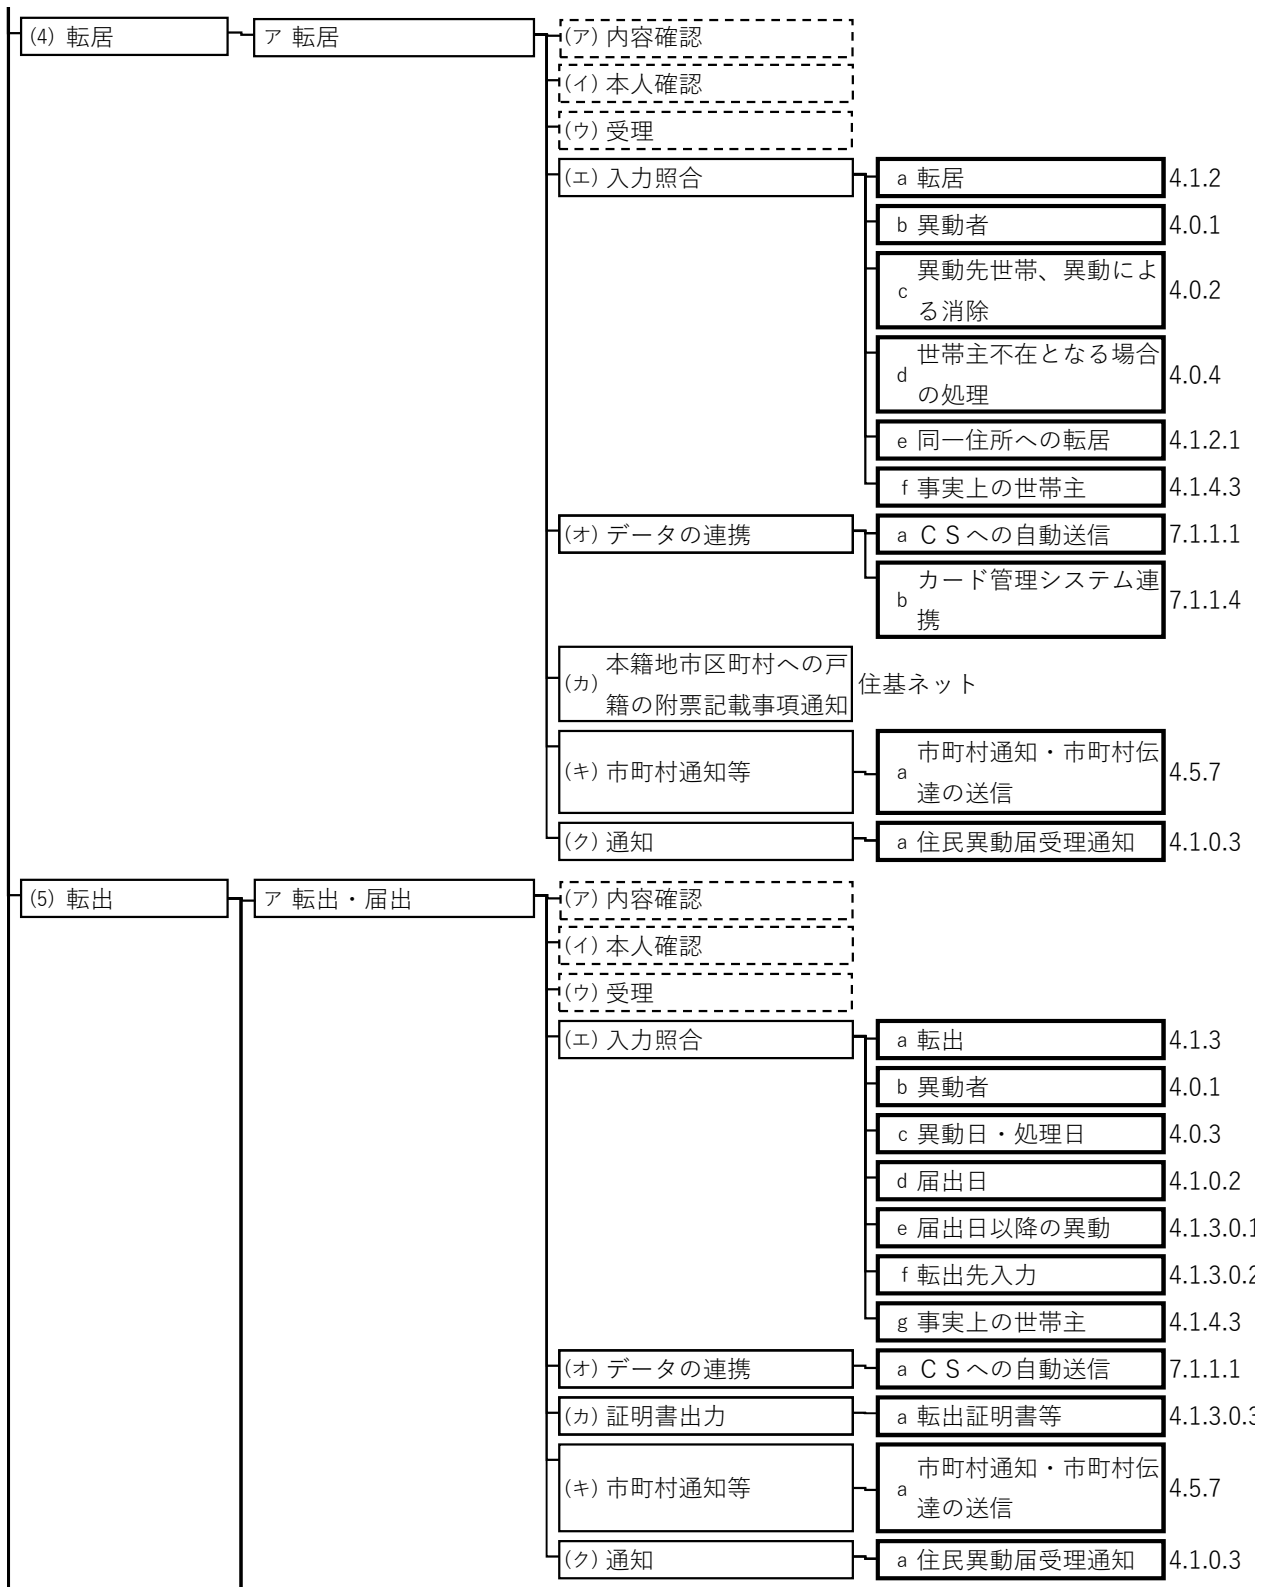 (4) 転居
ア 転居
(ア) 内容確認
(イ) 本人確認
(ウ) 受理
(エ) 入力照合
a 転居 4.1.2
b 異動者 4.0.1
c 異動先世帯、異動によ
る消除 4.0.2
d 世帯主不在となる場合
の処理 4.0.4
e 同一住所への転居 4.1.2.1
f 事実上の世帯主 4.1.4.3
(オ) データの連携
a ＣＳへの自動送信 7.1.1.1
b カード管理システム連
携 7.1.1.4
(カ) 本籍地市区町村への戸
籍の附票記載事項通知
住基ネット
(キ) 市町村通知等
a 市町村通知・市町村伝
達の送信 4.5.7
(ク) 通知
a 住民異動届受理通知 4.1.0.3
(5) 転出
ア 転出・届出
(ア) 内容確認
(イ) 本人確認
(ウ) 受理
(エ) 入力照合
a 転出 4.1.3
b 異動者 4.0.1
c 異動日・処理日 4.0.3
d 届出日 4.1.0.2
e 届出日以降の異動 4.1.3.0.1
f 転出先入力 4.1.3.0.2
g 事実上の世帯主 4.1.4.3
(オ) データの連携
a ＣＳへの自動送信 7.1.1.1
(カ) 証明書出力
a 転出証明書等 4.1.3.0.3
(キ) 市町村通知等
a 市町村通知・市町村伝
達の送信 4.5.7
(ク) 通知
a 住民異動届受理通知 4.1.0.3